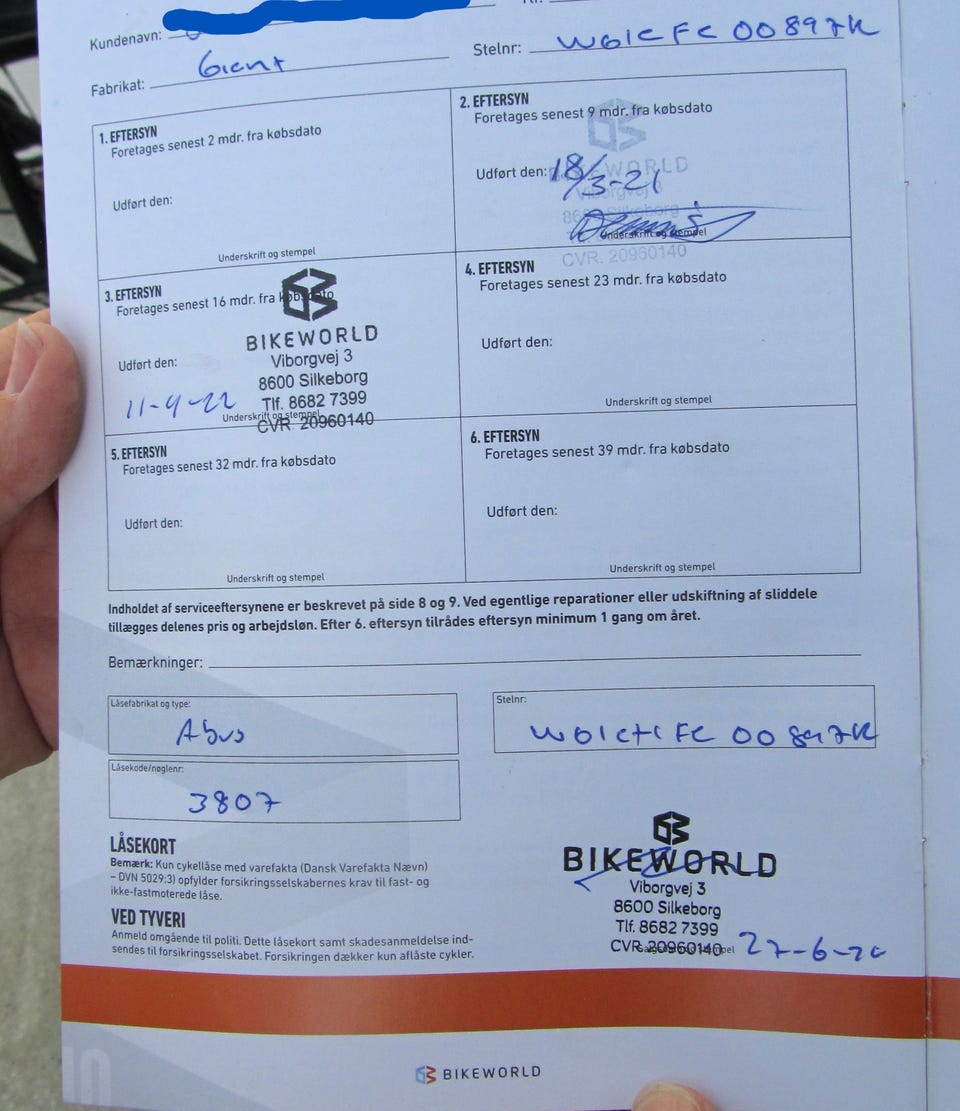 Kundenavn:
Stelnr: WOLCFC 00897K
Fabrikat: Giant
1. EFTERSYN
Foretages senest 2 mdr. fra købsdato
Udført den:
Underskrift og stempel
2. EFTERSYN
Foretages senest 9 mdr. fra købsdato
Udført den: 18/3-21
BIKEWORLD
Viborgvej 3
8600 Silkeborg
Underskrift og stempel
CVR. 20960140
3. EFTERSYN
Foretages senest 16 mdr. fra købsdato
BIKEWORLD
Viborgvej 3
Udført den:
8600 Silkeborg
Tlf. 8682 7399
11-4-22
Underskrift og stempel
CVR 20960140
4. EFTERSYN
Foretages senest 23 mdr. fra købsdato
Udført den:
Underskrift og stempel
5. EFTERSYN
Foretages senest 32 mdr. fra købsdato
Udført den:
Underskrift og stempel
6. EFTERSYN
Foretages senest 39 mdr. fra købsdato
Udført den:
Underskrift og stempel
Indholdet af serviceeftersynene er beskrevet på side 8 og 9. Ved egentlige reparationer eller udskiftning af sliddele
tillægges delenes pris og arbejdsløn. Efter 6. eftersyn tilrådes eftersyn minimum 1 gang om året.
Bemærkninger:
Låsefabrikat og type:
Abus
Stelnr:
Låsekode/nøglenr:
3807
LÅSEKORT
Bemærk: Kun cykellåse med varefakta (Dansk Varefakta Nævn)
– DVN 5029:3) opfylder forsikringsselskabernes krav til fast- og
ikke-fastmoterede låse.
VED TYVERI
Anmeld omgående til politi. Dette låsekort samt skadesanmeldelse ind-
sendes til forsikringsselskabet. Forsikringen dækker kun aflåste cykler.
BIKEWORLD
Viborgvej 3
8600 Silkeborg
Tlf. 8682 7399
CVR 20960140
27-6-20
BIKEWORLD